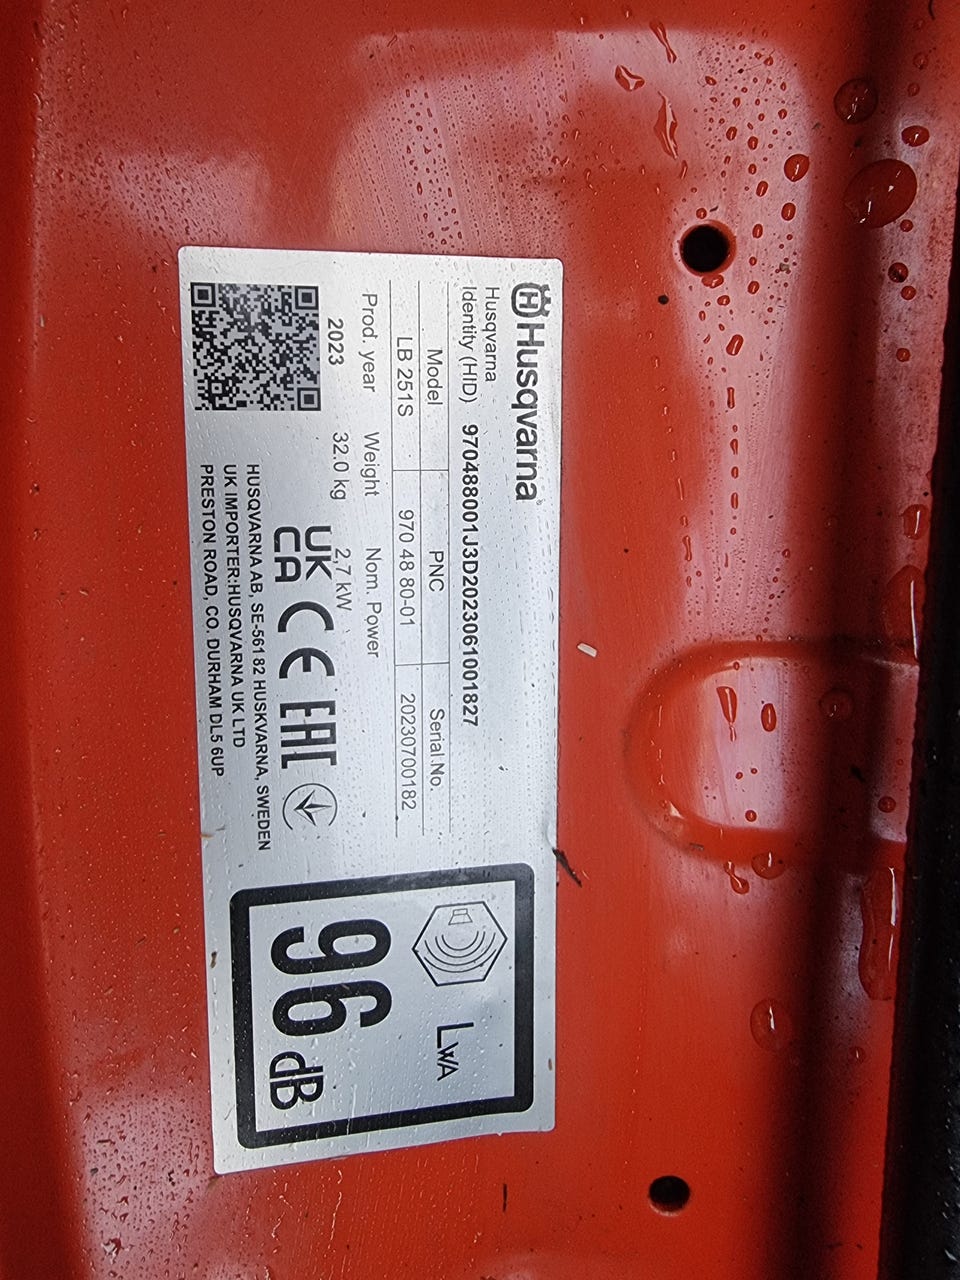 Husqvarna
Husqvarna
Identity (HID) 970488001J3D2023061001827
Model PNC Serial.No.
LB 251S 970 48 80-01 20230700182
Prod. year Weight Nom. Power
2023 32.0 kg 2,7 kW
UK
CA CE EAC
HUSQVARNA AB, SE-561 82 HUSKVARNA, SWEDEN
UK IMPORTER:HUSQVARNA UK LTD
PRESTON ROAD, CO. DURHAM DL5 6UP
LWA
96 dB